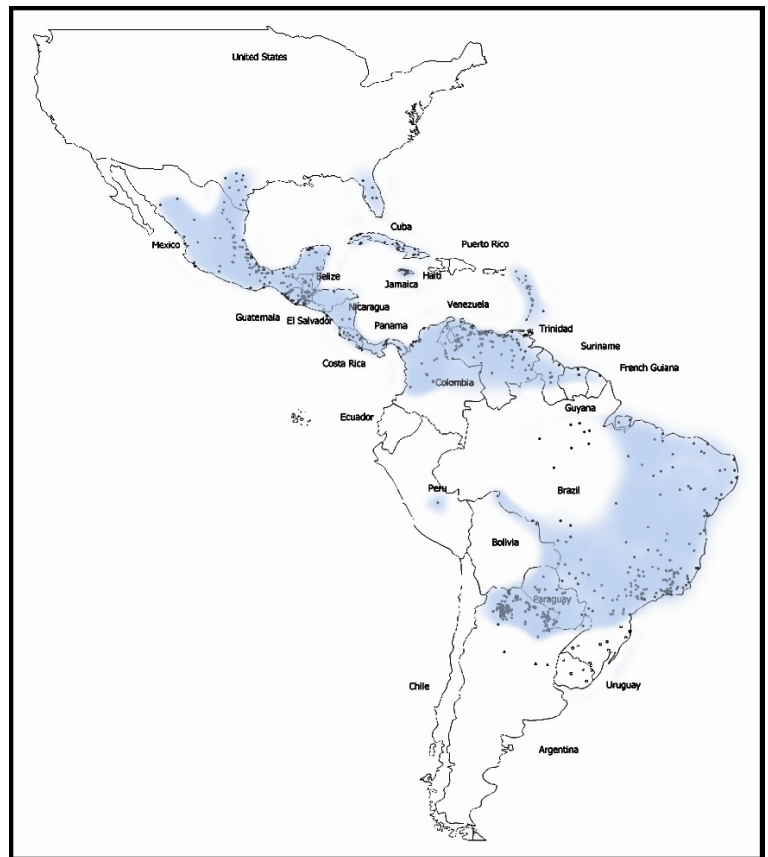 United States
Cuba
Mexico
Puerto Rico
Belize
Haiti
Jamaica
Nicaragua
Venezuela
Guatemala
El Salvador
Panama
Trinidad
Suriname
Costa Rica
French Guiana
Colombia
Guyana
Ecuador
Peru
Brazil
Bolivia
Paraguay
Chile
Uruguay
Argentina